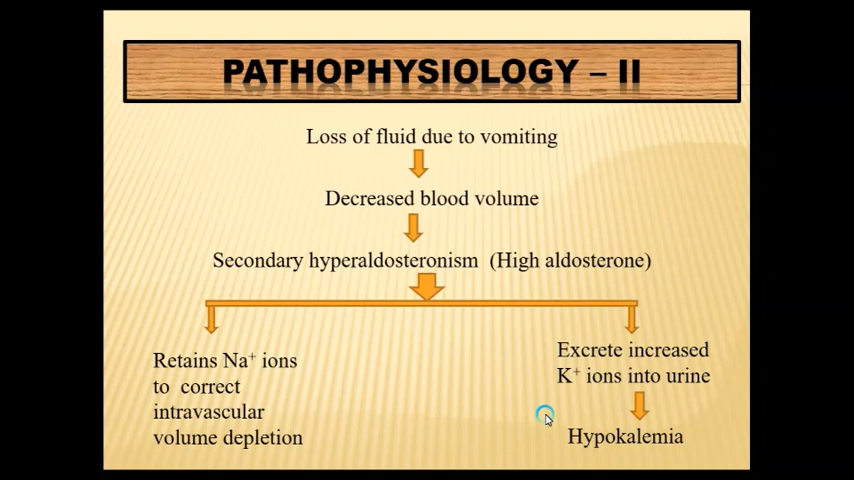 PATHOPHYSIOLOGY – II
Loss of fluid due to vomiting
Decreased blood volume
Secondary hyperaldosteronism (High aldosterone)
Retains Na⁺ ions
to correct
intravascular
volume depletion
Excrete increased
K⁺ ions into urine
Hypokalemia